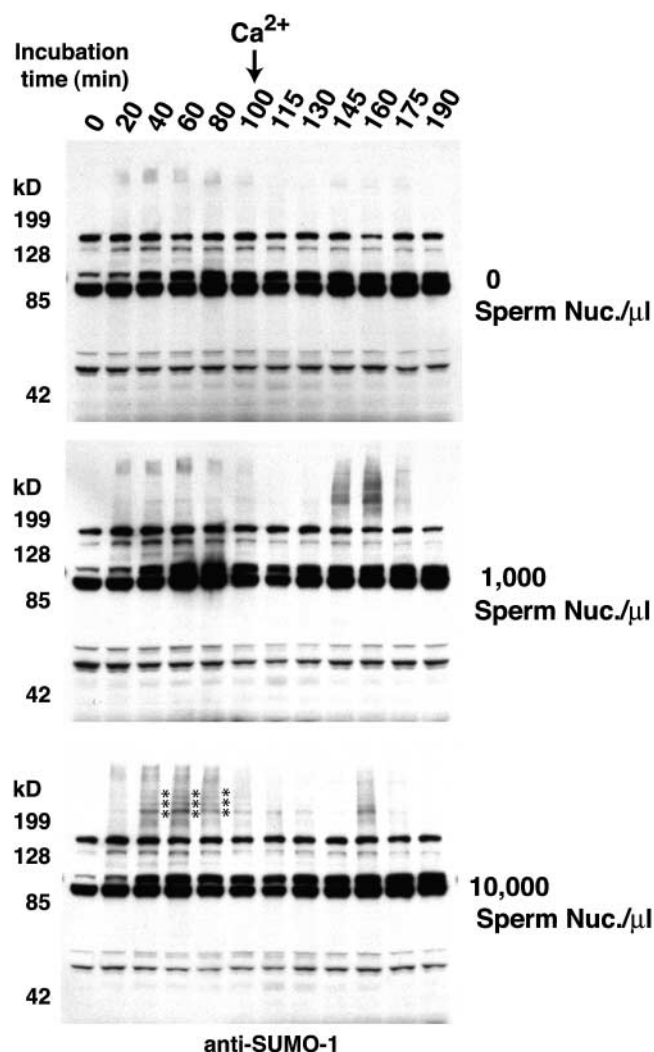 Ca2+
Incubation
time (min)
0 20 40 60 80 100 115 130 145 160 175 190
kD
199
128
85
42
0
Sperm Nuc./µl
kD
199
128
85
42
1,000
Sperm Nuc./µl
kD
199
128
85
42
*** *** ***
10,000
Sperm Nuc./µl
anti-SUMO-1